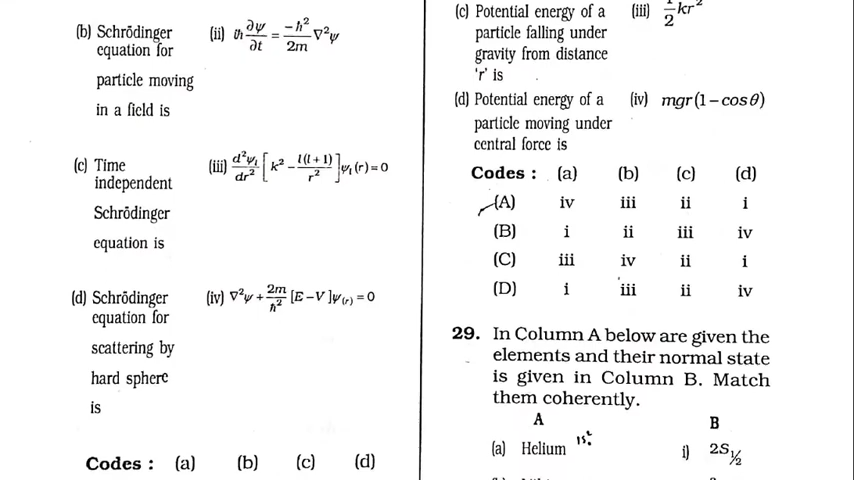 (b) Schrödinger (ii) iħ ∂ψ/∂t = −ħ²/2m ∇²ψ
equation for
particle moving
in a field is
(c) Time (iii) d²ψₗ/dr² [k² − l(l+1)/r²]ψₗ(r) = 0
independent
Schrödinger
equation is
(d) Schrödinger (iv) ∇²ψ + 2m/ħ² [E−V]ψ(r) = 0
equation for
scattering by
hard sphere
is
Codes : (a) (b) (c) (d)
(c) Potential energy of a (iii) 1/2 kr²
particle falling under
gravity from distance
'r' is
(d) Potential energy of a (iv) mgr(1−cosθ)
particle moving under
central force is
Codes : (a) (b) (c) (d)
(A) iv iii ii i
(B) i ii iii iv
(C) iii iv ii i
(D) i iii ii iv
29. In Column A below are given the
elements and their normal state
is given in Column B. Match
them coherently.
A B
(a) Helium 1s² i) 2S½